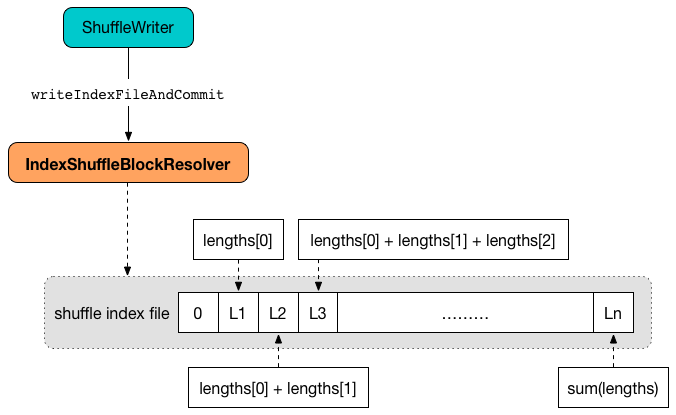 ShuffleWriter
writeIndexFileAndCommit
IndexShuffleBlockResolver
lengths[0]
lengths[0] + lengths[1] + lengths[2]
shuffle index file
0
L1
L2
L3
.........
Ln
lengths[0] + lengths[1]
sum(lengths)